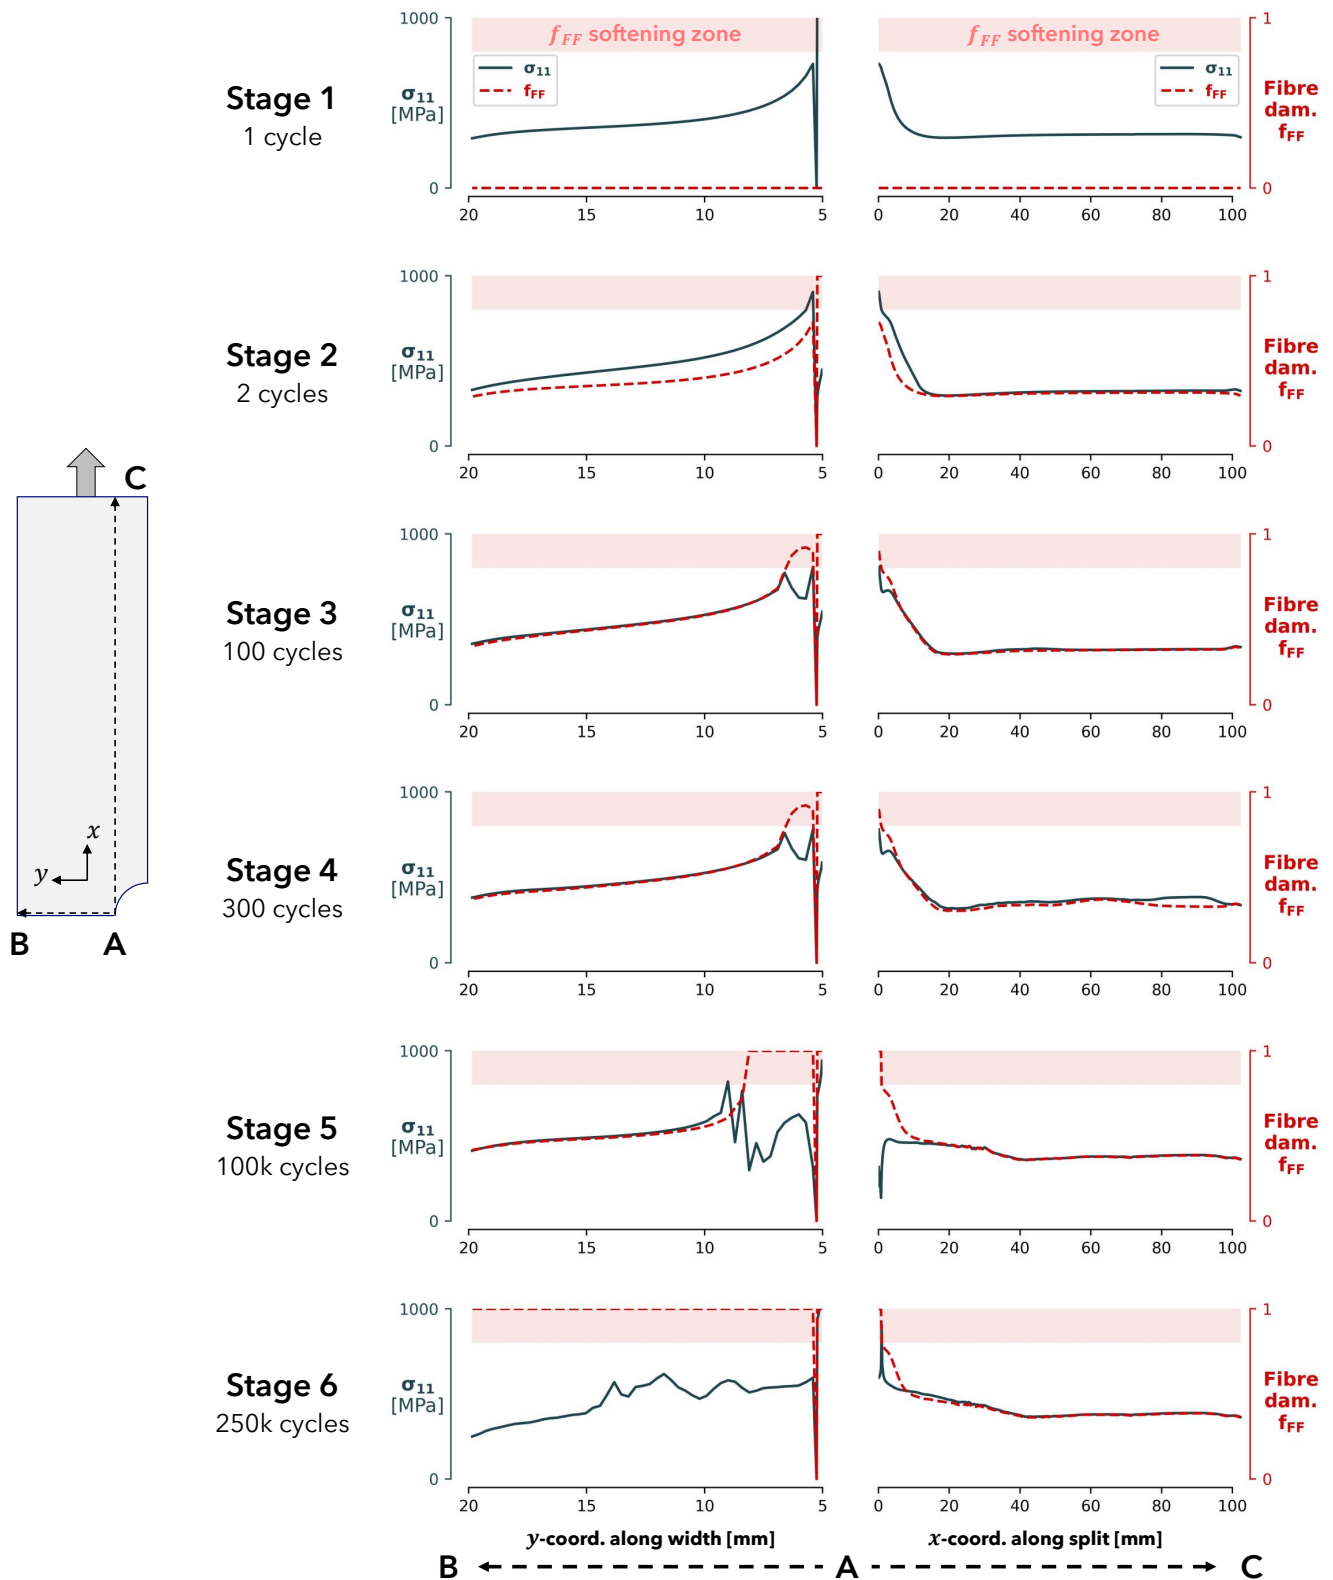 1000
f_FF softening zone
f_FF softening zone
1
σ₁₁
f_FF
σ₁₁
f_FF
Stage 1
1 cycle
σ₁₁
[MPa]
Fibre
dam.
f_FF
0
0
20 15 10 5
0 20 40 60 80 100
1000
1
Stage 2
2 cycles
σ₁₁
[MPa]
Fibre
dam.
f_FF
0
0
20 15 10 5
0 20 40 60 80 100
C
1000
1
Stage 3
100 cycles
σ₁₁
[MPa]
Fibre
dam.
f_FF
0
0
20 15 10 5
0 20 40 60 80 100
x
y
B A
1000
1
Stage 4
300 cycles
σ₁₁
[MPa]
Fibre
dam.
f_FF
0
0
20 15 10 5
0 20 40 60 80 100
1000
1
Stage 5
100k cycles
σ₁₁
[MPa]
Fibre
dam.
f_FF
0
0
20 15 10 5
0 20 40 60 80 100
1000
1
Stage 6
250k cycles
σ₁₁
[MPa]
Fibre
dam.
f_FF
0
0
20 15 10 5
0 20 40 60 80 100
y-coord. along width [mm]
x-coord. along split [mm]
B A C